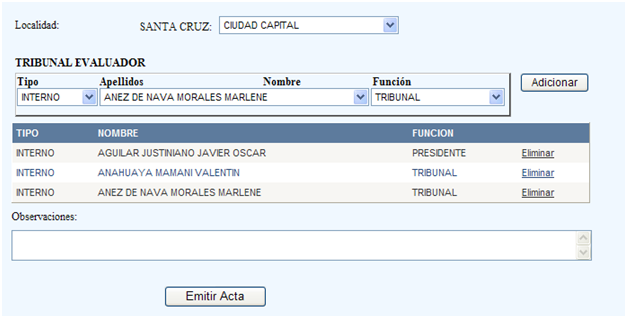 Localidad: SANTA CRUZ: CIUDAD CAPITAL
TRIBUNAL EVALUADOR
Tipo Apellidos Nombre Función
INTERNO ANEZ DE NAVA MORALES MARLENE TRIBUNAL Adicionar
TIPO NOMBRE FUNCION
INTERNO AGUILAR JUSTINIANO JAVIER OSCAR PRESIDENTE Eliminar
INTERNO ANAHUAYA MAMANI VALENTIN TRIBUNAL Eliminar
INTERNO ANEZ DE NAVA MORALES MARLENE TRIBUNAL Eliminar
Observaciones:
Emitir Acta